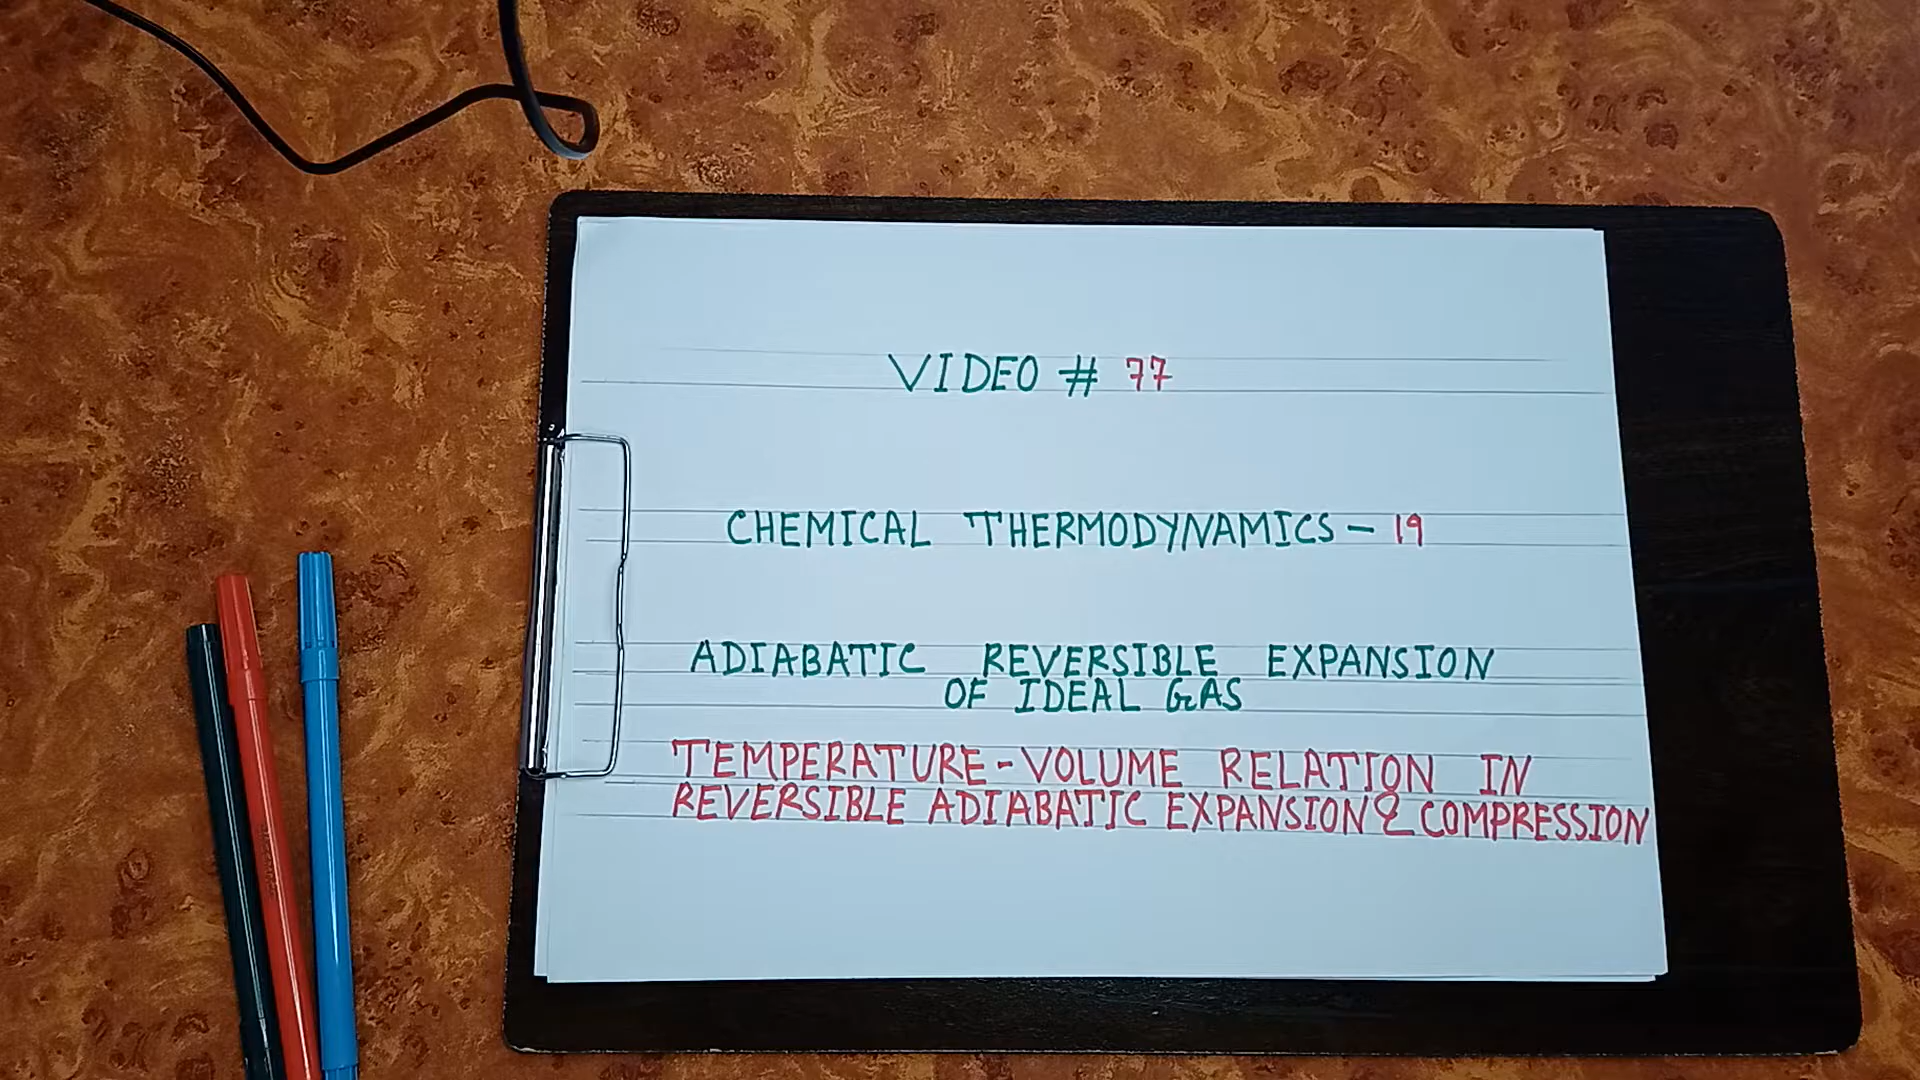 VIDEO # 77
CHEMICAL THERMODYNAMICS - 19
ADIABATIC REVERSIBLE EXPANSION
OF IDEAL GAS
TEMPERATURE-VOLUME RELATION IN
REVERSIBLE ADIABATIC EXPANSION & COMPRESSION